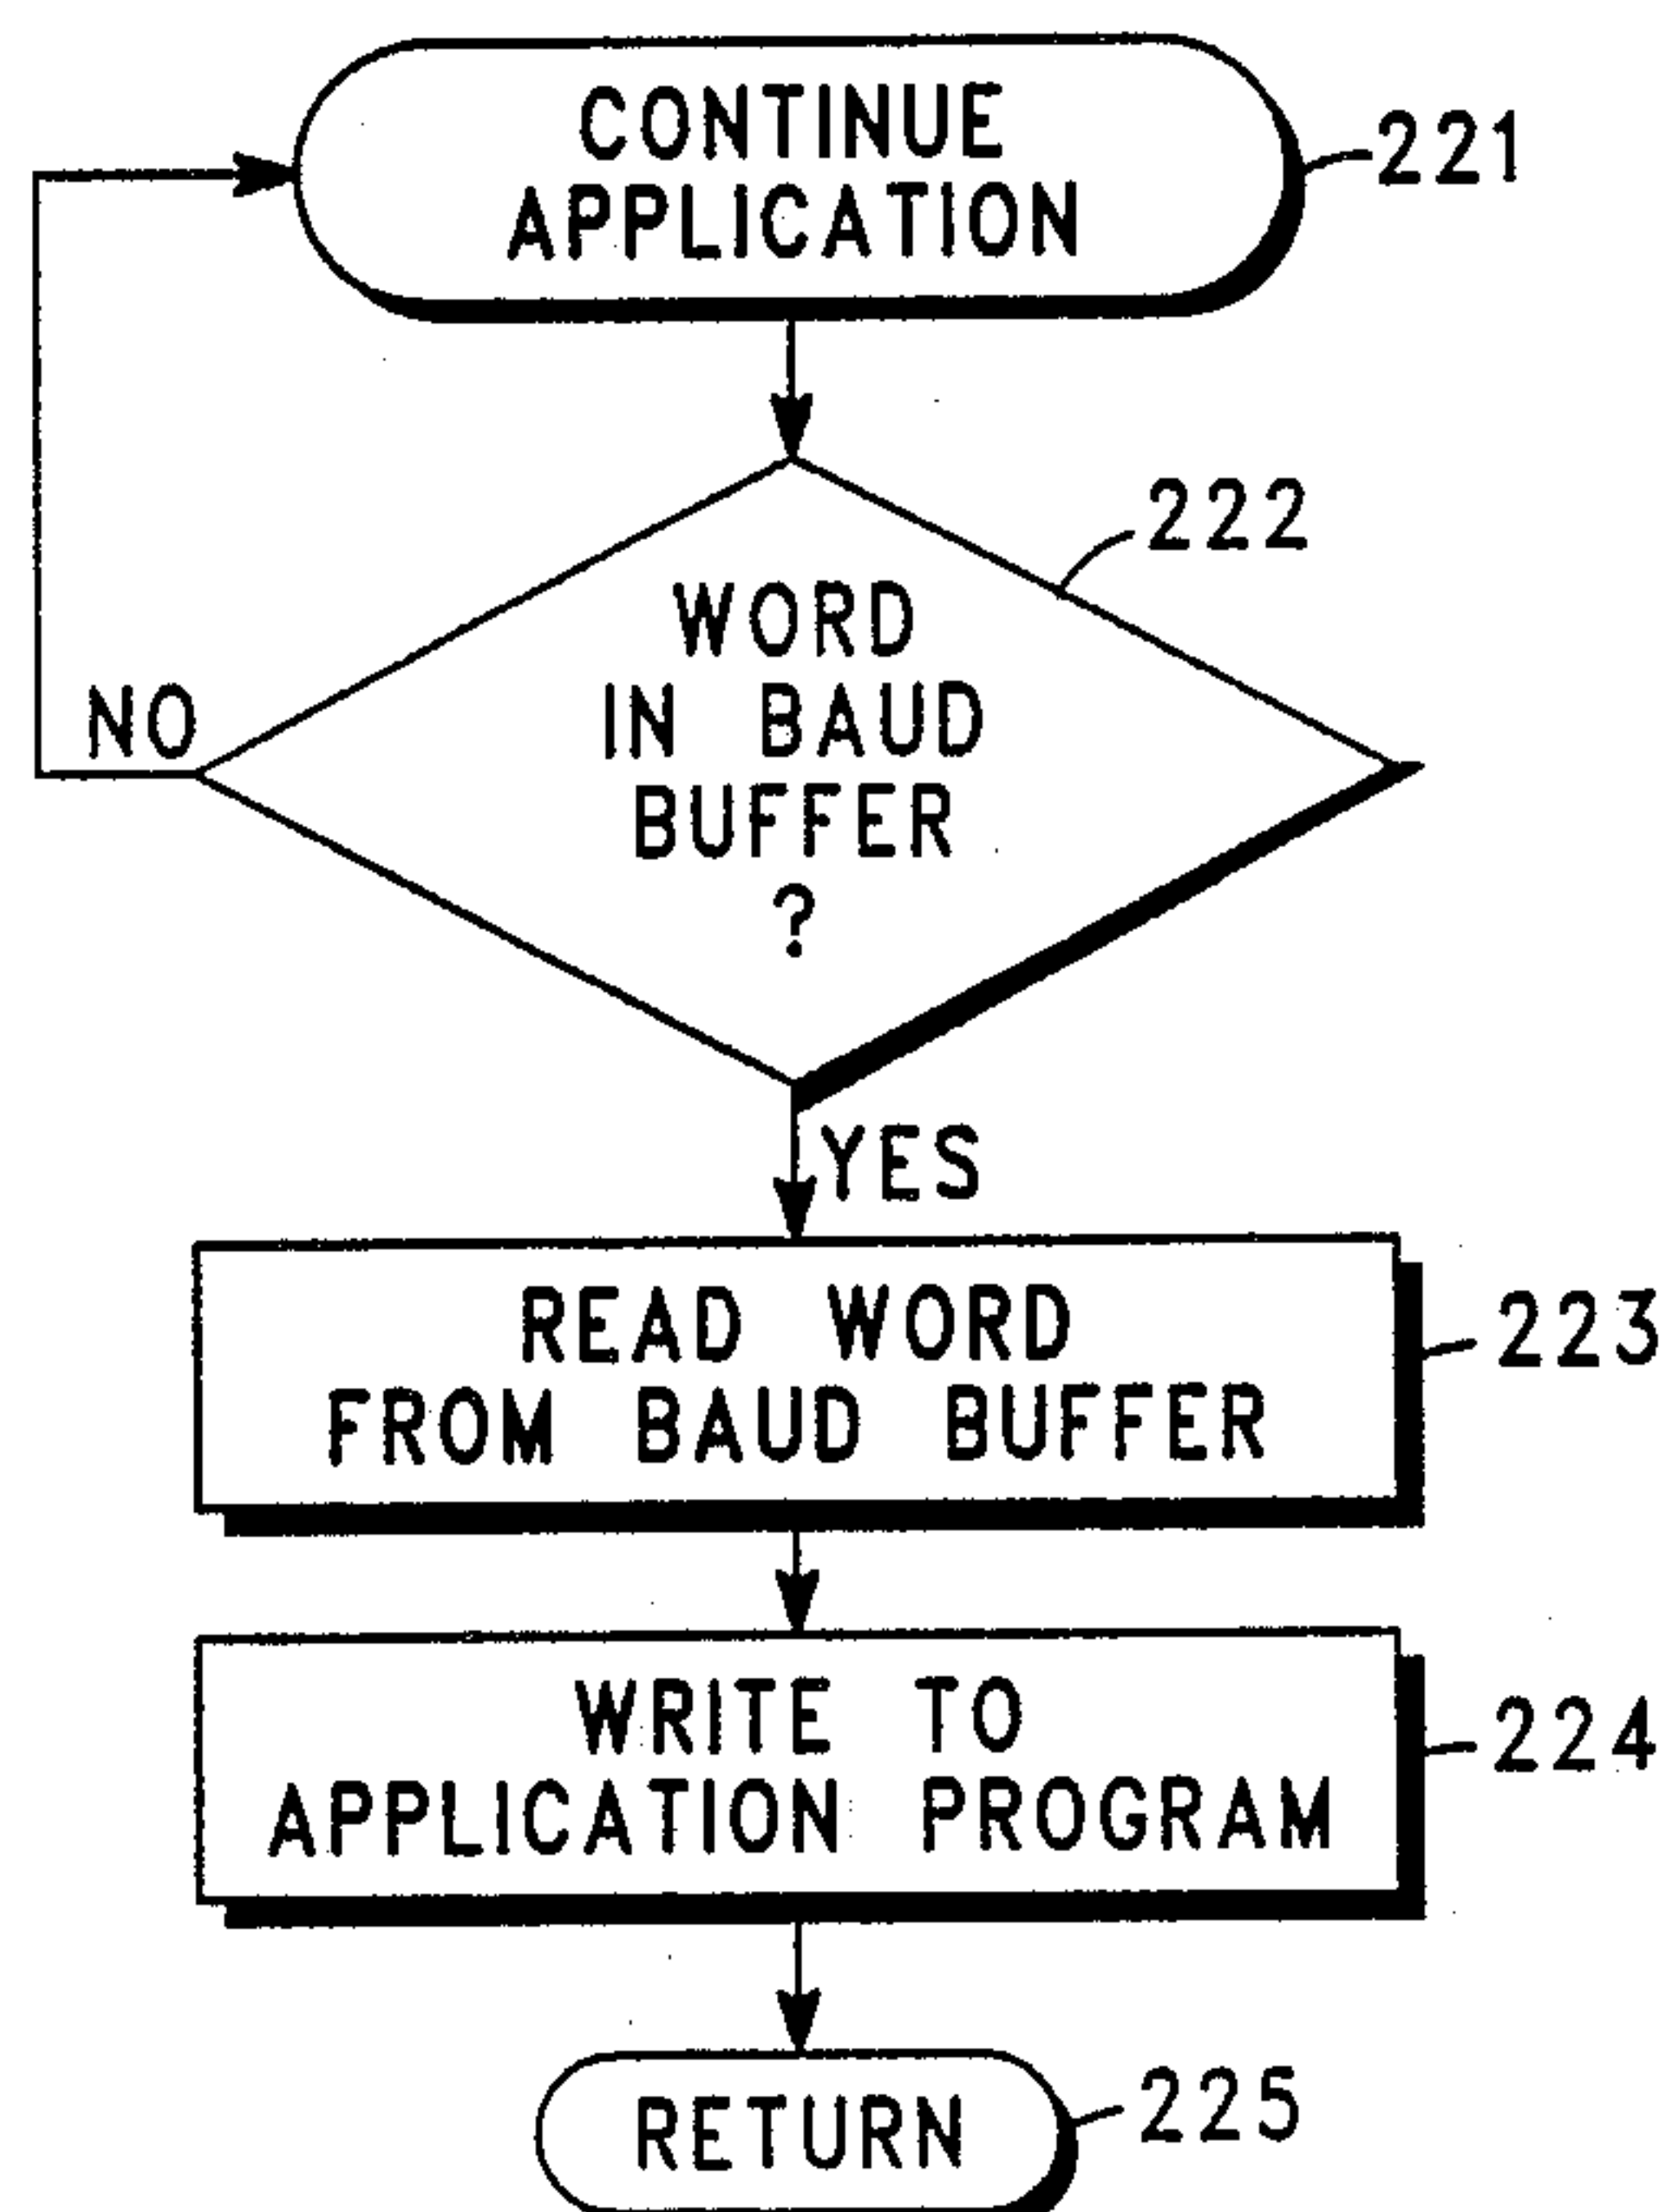 CONTINUE
APPLICATION
221
222
WORD
IN BAUD
BUFFER
?
NO
YES
READ WORD
FROM BAUD BUFFER
223
WRITE TO
APPLICATION PROGRAM
224
RETURN
225